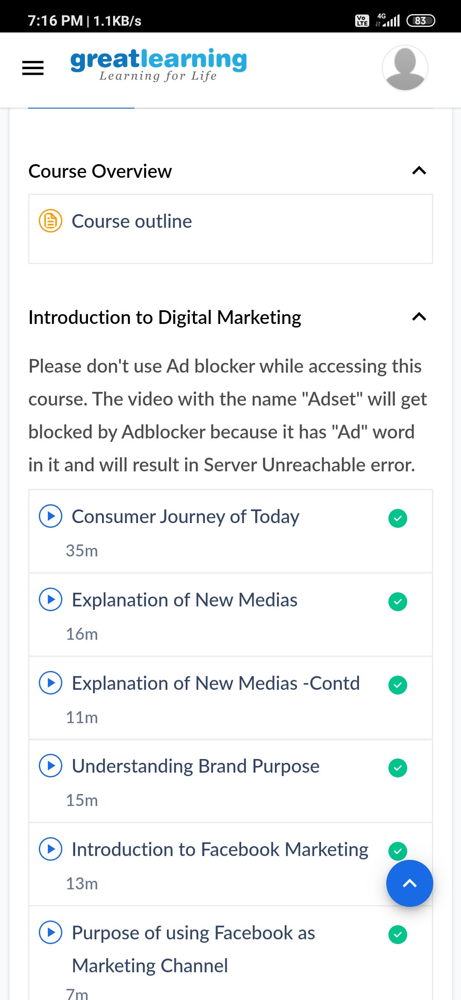 7:16 PM | 1.1KB/s
Vo LTE 4G 83
greatlearning
Learning for Life
Course Overview
Course outline
Introduction to Digital Marketing
Please don't use Ad blocker while accessing this
course. The video with the name "Adset" will get
blocked by Adblocker because it has "Ad" word
in it and will result in Server Unreachable error.
Consumer Journey of Today
35m
Explanation of New Medias
16m
Explanation of New Medias -Contd
11m
Understanding Brand Purpose
15m
Introduction to Facebook Marketing
13m
Purpose of using Facebook as
Marketing Channel
7m